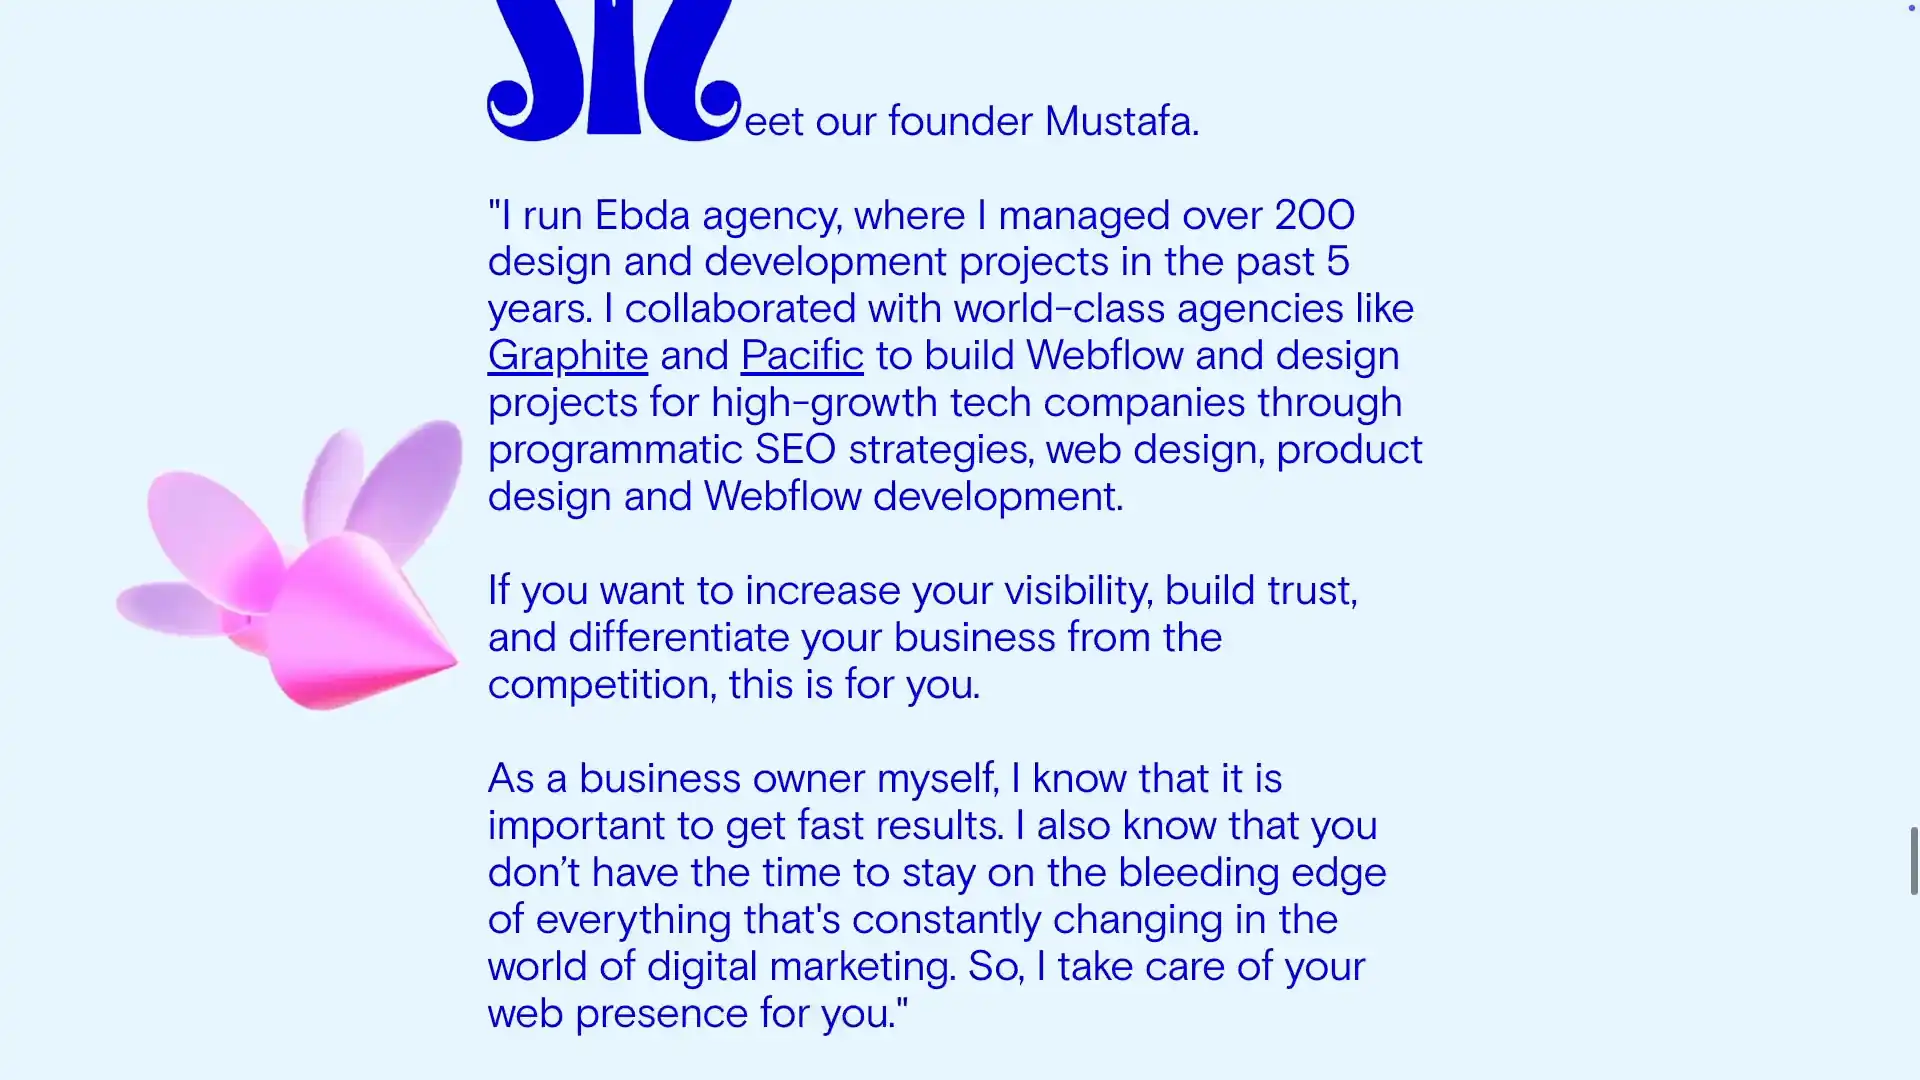 Meet our founder Mustafa.
"I run Ebda agency, where I managed over 200
design and development projects in the past 5
years. I collaborated with world-class agencies like
Graphite and Pacific to build Webflow and design
projects for high-growth tech companies through
programmatic SEO strategies, web design, product
design and Webflow development.
If you want to increase your visibility, build trust,
and differentiate your business from the
competition, this is for you.
As a business owner myself, I know that it is
important to get fast results. I also know that you
don’t have the time to stay on the bleeding edge
of everything that's constantly changing in the
world of digital marketing. So, I take care of your
web presence for you."